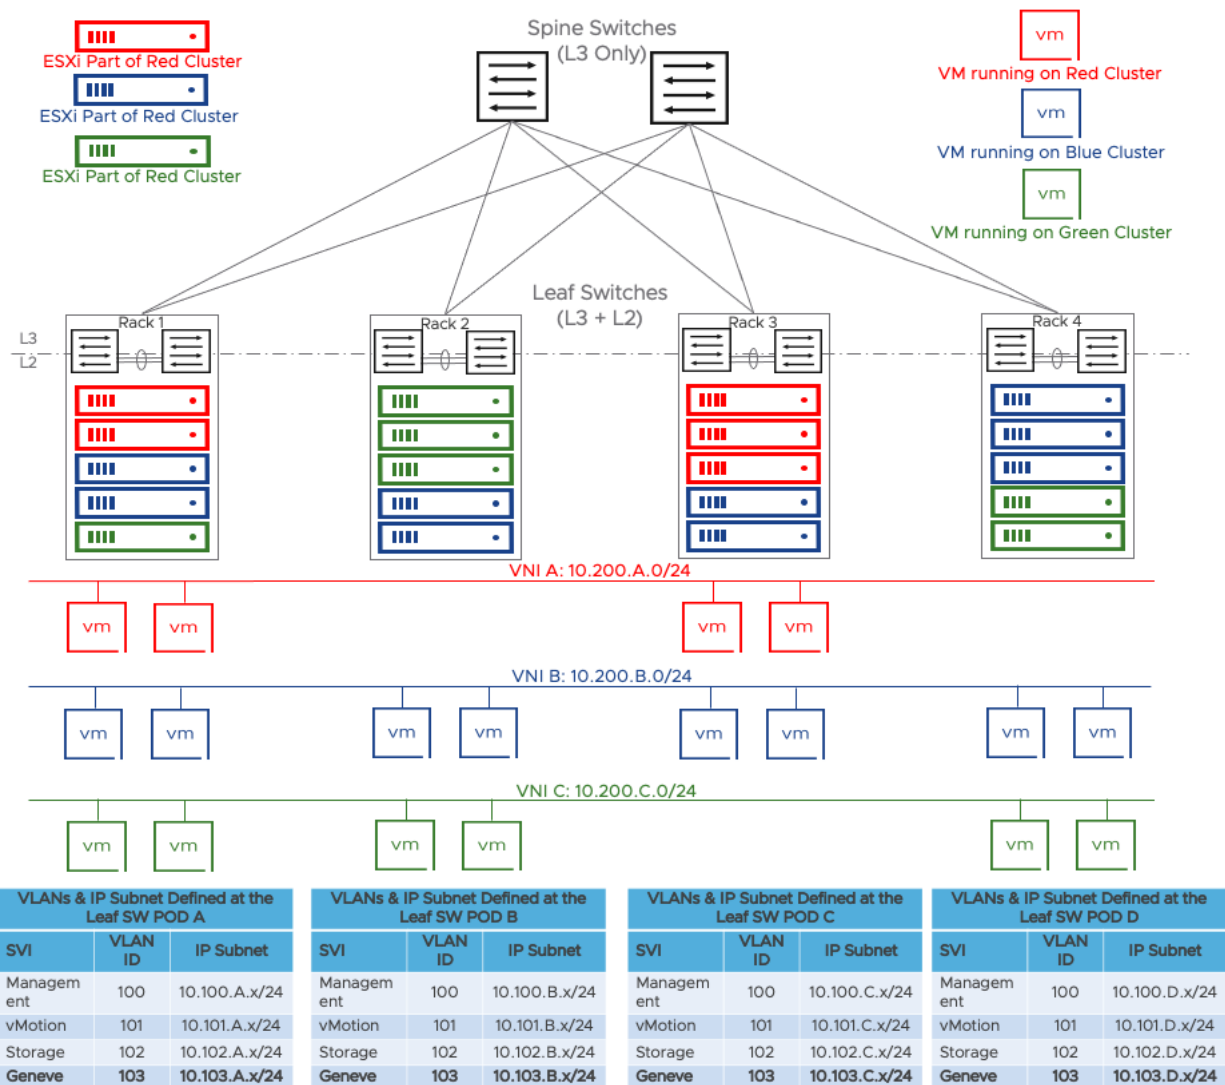 Spine Switches
(L3 Only)
ESXi Part of Red Cluster
ESXi Part of Red Cluster
ESXi Part of Red Cluster
vm
VM running on Red Cluster
vm
VM running on Blue Cluster
vm
VM running on Green Cluster
Leaf Switches
(L3 + L2)
L3
L2
Rack 1
Rack 2
Rack 3
Rack 4
VNI A: 10.200.A.0/24
vm vm vm vm
VNI B: 10.200.B.0/24
vm vm vm vm vm vm vm vm
VNI C: 10.200.C.0/24
vm vm vm vm vm vm
VLANs & IP Subnet Defined at the
Leaf SW POD A
SVI VLAN ID IP Subnet
Managem
ent 100 10.100.A.x/24
vMotion 101 10.101.A.x/24
Storage 102 10.102.A.x/24
Geneve 103 10.103.A.x/24
VLANs & IP Subnet Defined at the
Leaf SW POD B
SVI VLAN ID IP Subnet
Managem
ent 100 10.100.B.x/24
vMotion 101 10.101.B.x/24
Storage 102 10.102.B.x/24
Geneve 103 10.103.B.x/24
VLANs & IP Subnet Defined at the
Leaf SW POD C
SVI VLAN ID IP Subnet
Managem
ent 100 10.100.C.x/24
vMotion 101 10.101.C.x/24
Storage 102 10.102.C.x/24
Geneve 103 10.103.C.x/24
VLANs & IP Subnet Defined at the
Leaf SW POD D
SVI VLAN ID IP Subnet
Managem
ent 100 10.100.D.x/24
vMotion 101 10.101.D.x/24
Storage 102 10.102.D.x/24
Geneve 103 10.103.D.x/24